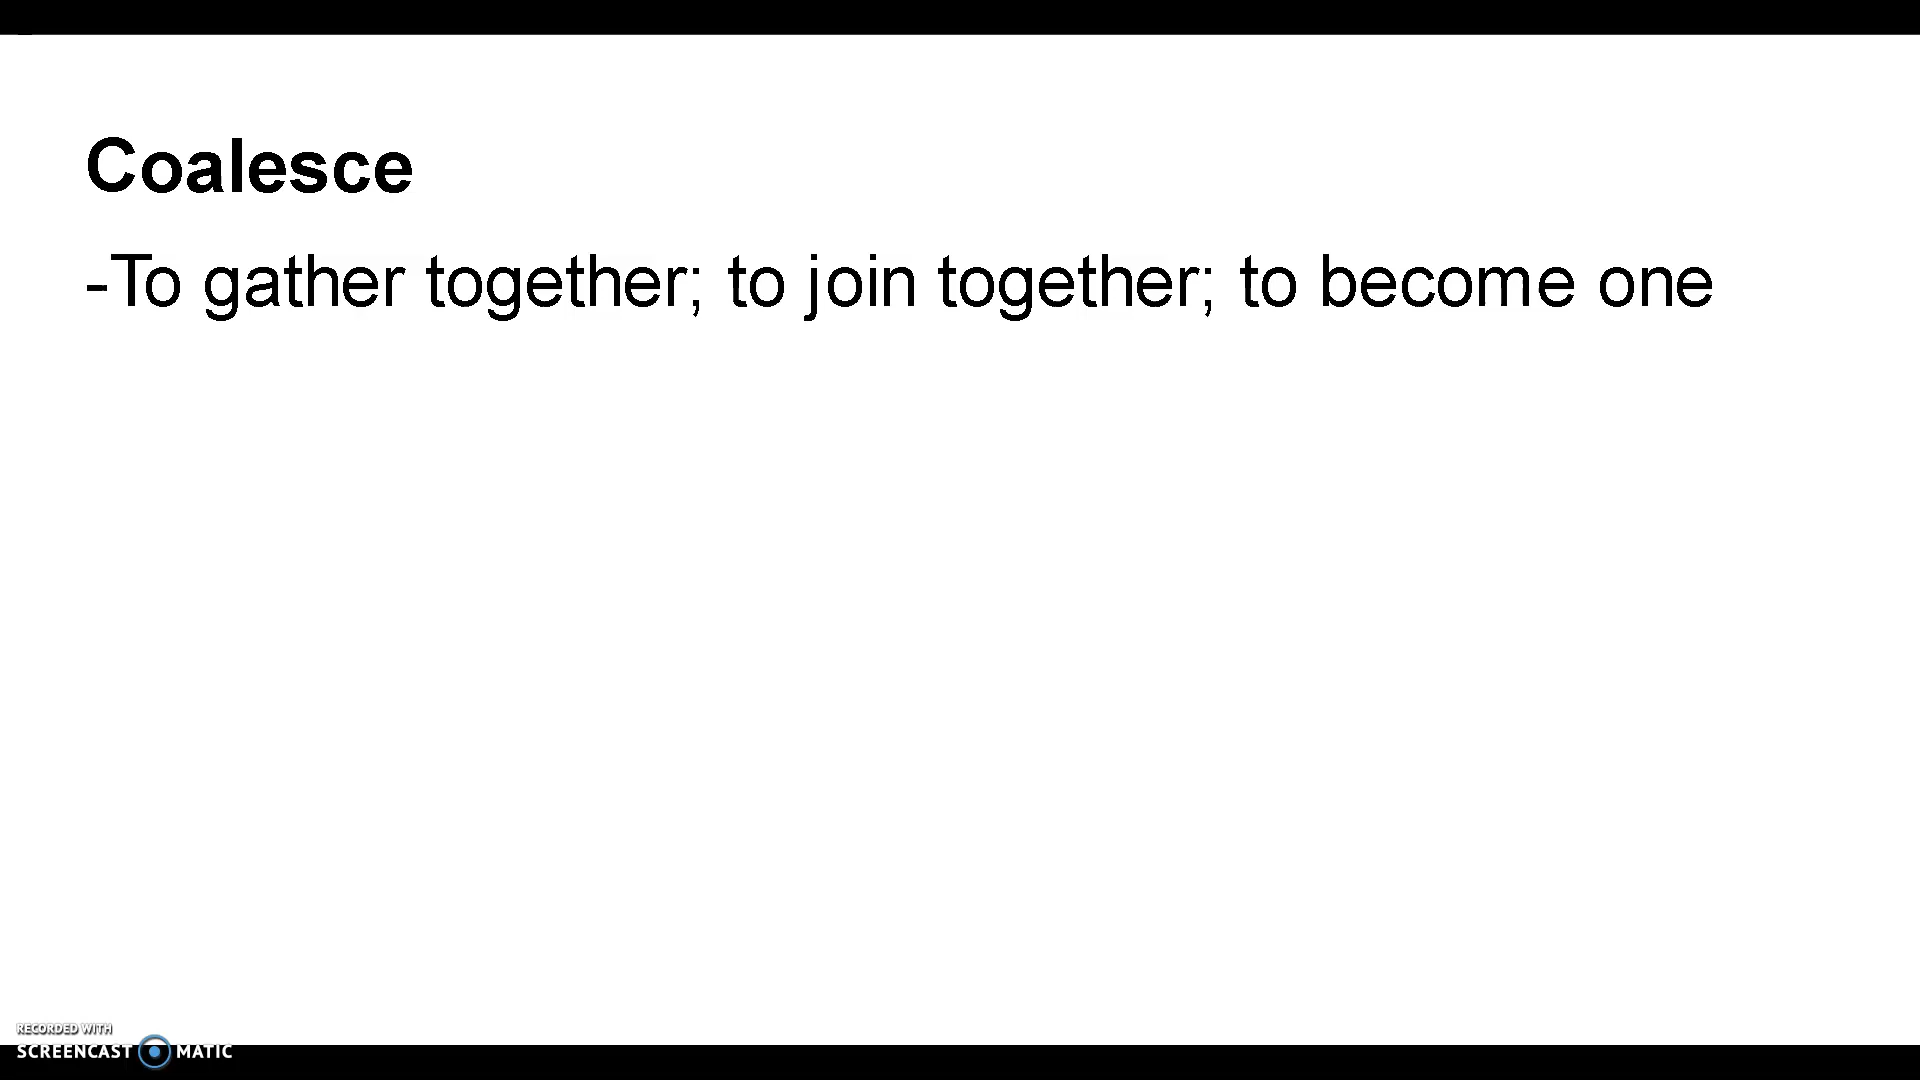 Coalesce
-To gather together; to join together; to become one
RECORDED WITH
SCREENCAST MATIC